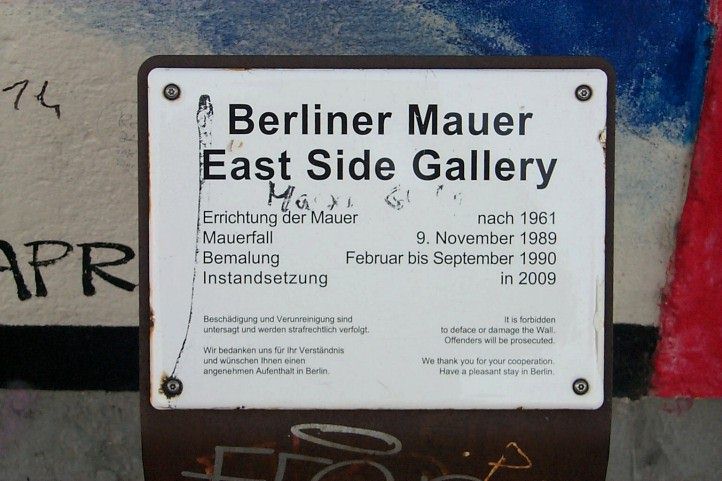 14
Berliner Mauer
East Side Gallery
Errichtung der Mauer nach 1961
Mauerfall 9. November 1989
Bemalung Februar bis September 1990
Instandsetzung in 2009
APR
Beschädigung und Verunreinigung sind
untersagt und werden strafrechtlich verfolgt.
Wir bedanken uns für Ihr Verständnis
und wünschen Ihnen einen
angenehmen Aufenthalt in Berlin.
It is forbidden
to deface or damage the Wall.
Offenders will be prosecuted.
We thank you for your cooperation.
Have a pleasant stay in Berlin.